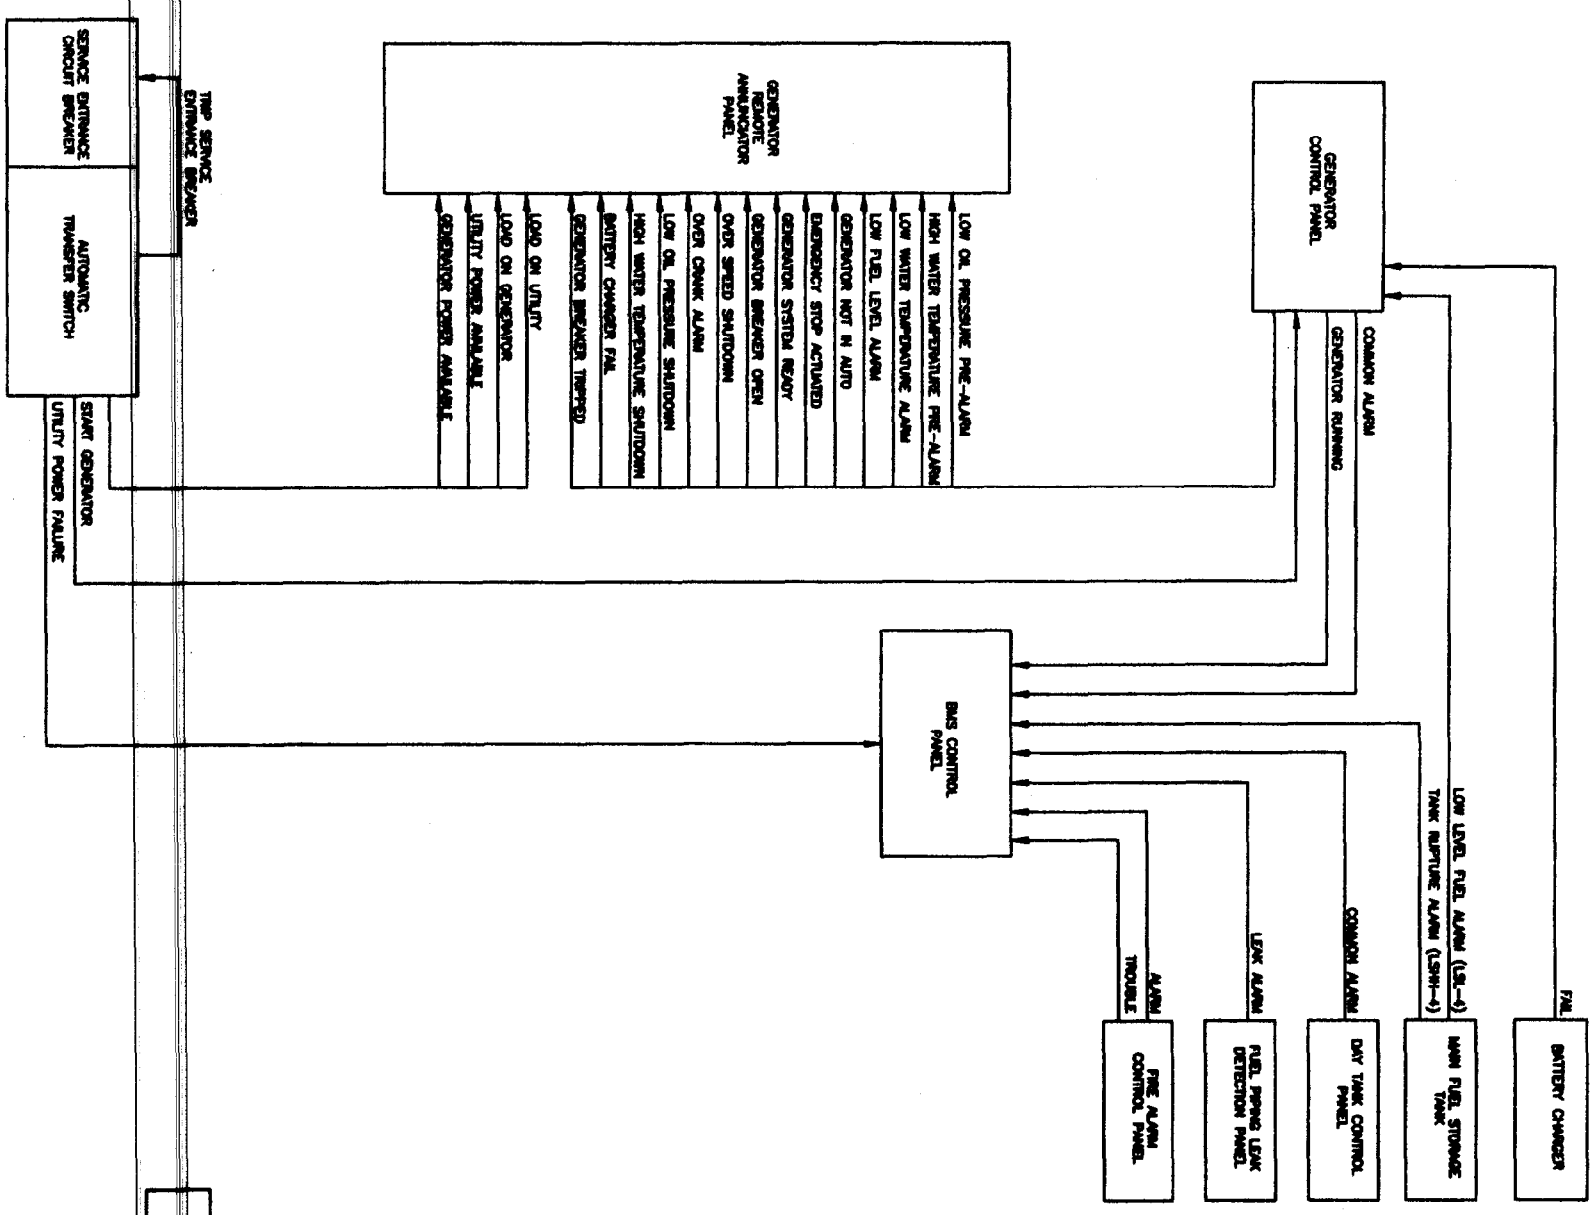 BATTERY CHARGER
FAIL
MAIN FUEL STORAGE
TANK
LOW LEVEL FUEL ALARM (LSL-4)
TANK RUPTURE ALARM (LSHH-4)
DAY TANK CONTROL
PANEL
COMMON ALARM
FUEL PIPING LEAK
DETECTION PANEL
LEAK ALARM
FIRE ALARM
CONTROL PANEL
ALARM
TROUBLE
GENERATOR
CONTROL PANEL
COMMON ALARM
GENERATOR RUNNING
BMS CONTROL
PANEL
GENERATOR
REMOTE
ANNUNCIATOR
PANEL
LOW OIL PRESSURE PRE-ALARM
HIGH WATER TEMPERATURE PRE-ALARM
LOW WATER TEMPERATURE ALARM
LOW FUEL LEVEL ALARM
GENERATOR NOT IN AUTO
EMERGENCY STOP ACTUATED
GENERATOR SYSTEM READY
GENERATOR BREAKER OPEN
OVER SPEED SHUTDOWN
OVER CRANK ALARM
LOW OIL PRESSURE SHUTDOWN
HIGH WATER TEMPERATURE SHUTDOWN
BATTERY CHARGER FAIL
GENERATOR BREAKER TRIPPED
LOAD ON UTILITY
LOAD ON GENERATOR
UTILITY POWER AVAILABLE
GENERATOR POWER AVAILABLE
TRIP SERVICE
ENTRANCE BREAKER
SERVICE ENTRANCE
CIRCUIT BREAKER
AUTOMATIC
TRANSFER SWITCH
START GENERATOR
UTILITY POWER FAILURE